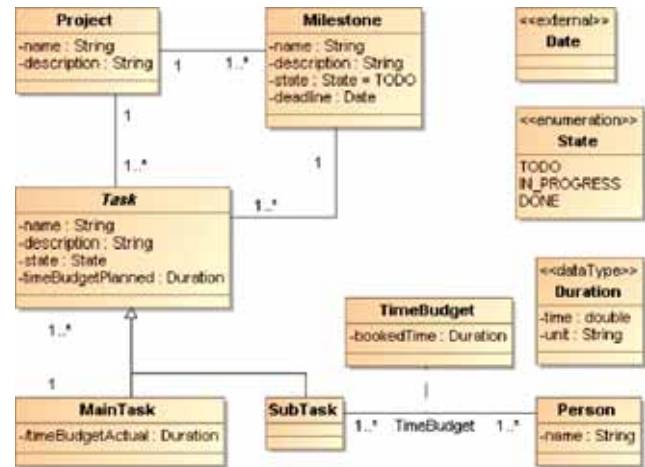 Project
-name : String
-description : String
1
1..*
Milestone
-name : String
-description : String
-state : State = TODO
-deadline : Date
<<external>>
Date
1
1..*
1
1..*
<<enumeration>>
State
TODO
IN_PROGRESS
DONE
Task
-name : String
-description : String
-state : State
-timeBudgetPlanned : Duration
<<dataType>>
Duration
-time : double
-unit : String
TimeBudget
-bookedTime : Duration
1..*
1
MainTask
-/timeBudgetActual : Duration
SubTask
1..*
TimeBudget
1..*
Person
-name : String